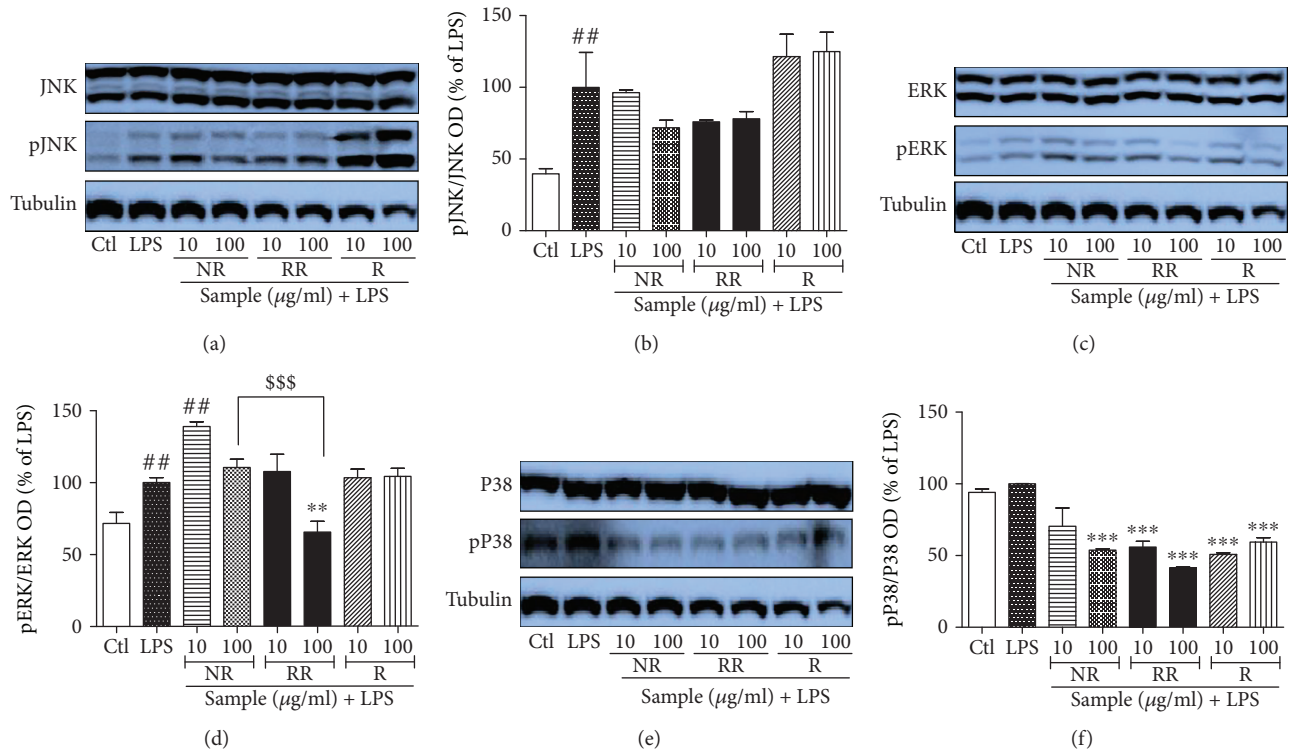 JNK
pJNK
Tubulin
Ctl LPS 10 100 10 100 10 100
NR RR R
Sample (μg/ml) + LPS
(a)
pJNK/JNK OD (% of LPS)
150
100
50
0
##
Ctl LPS 10 100 10 100 10 100
NR RR R
Sample (μg/ml) + LPS
(b)
ERK
pERK
Tubulin
Ctl LPS 10 100 10 100 10 100
NR RR R
Sample (μg/ml) + LPS
(c)
pERK/ERK OD (% of LPS)
150
100
50
0
##
##
$$$
**
Ctl LPS 10 100 10 100 10 100
NR RR R
Sample (μg/ml) + LPS
(d)
P38
pP38
Tubulin
Ctl LPS 10 100 10 100 10 100
NR RR R
Sample (μg/ml) + LPS
(e)
pP38/P38 OD (% of LPS)
150
100
50
0
*** *** *** *** ***
Ctl LPS 10 100 10 100 10 100
NR RR R
Sample (μg/ml) + LPS
(f)